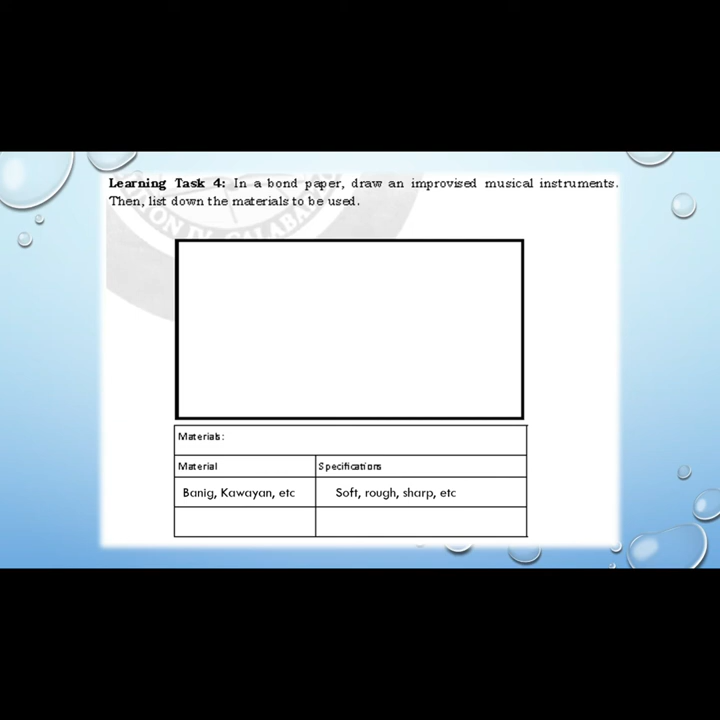 Learning Task 4: In a bond paper, draw an improvised musical instruments.
Then, list down the materials to be used.
Materials:
Material Specifications
Banig, Kawayan, etc Soft, rough, sharp, etc